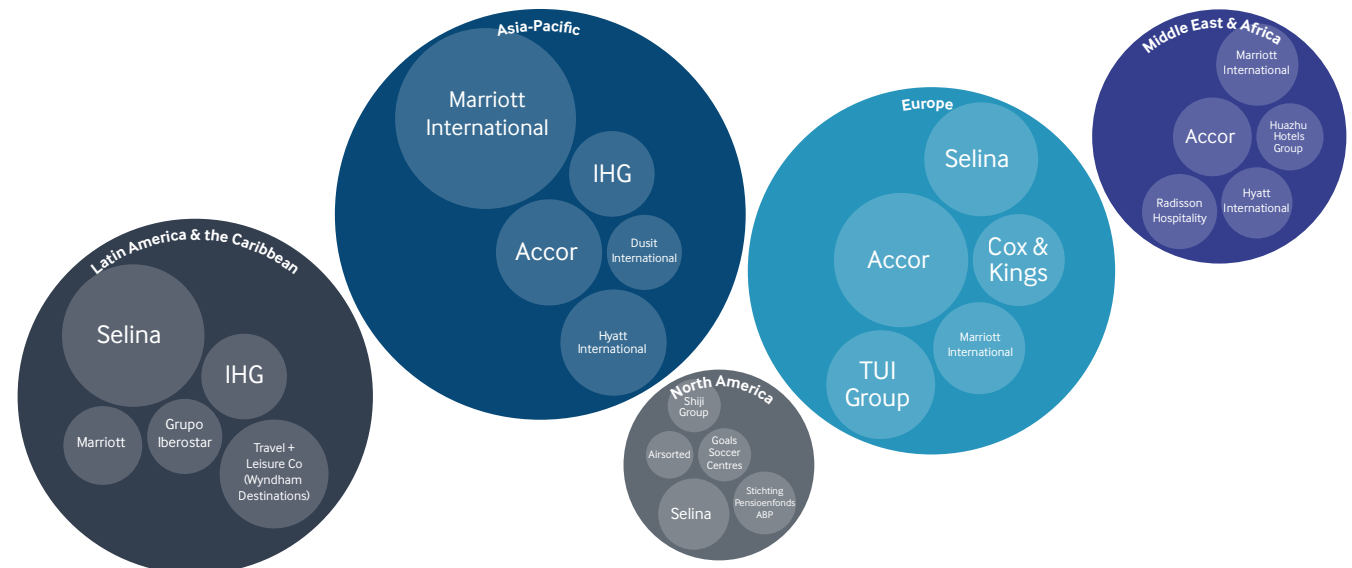 Latin America & the Caribbean
Selina
IHG
Marriott
Grupo
Iberostar
Travel +
Leisure Co
(Wyndham
Destinations)
Asia-Pacific
Marriott
International
IHG
Accor
Dusit
International
Hyatt
International
North America
Shiji
Group
Airsorted
Goals
Soccer
Centres
Selina
Stichting
Pensioenfonds
ABP
Europe
Selina
Accor
Cox &
Kings
Marriott
International
TUI
Group
Middle East & Africa
Marriott
International
Accor
Huazhu
Hotels
Group
Radisson
Hospitality
Hyatt
International